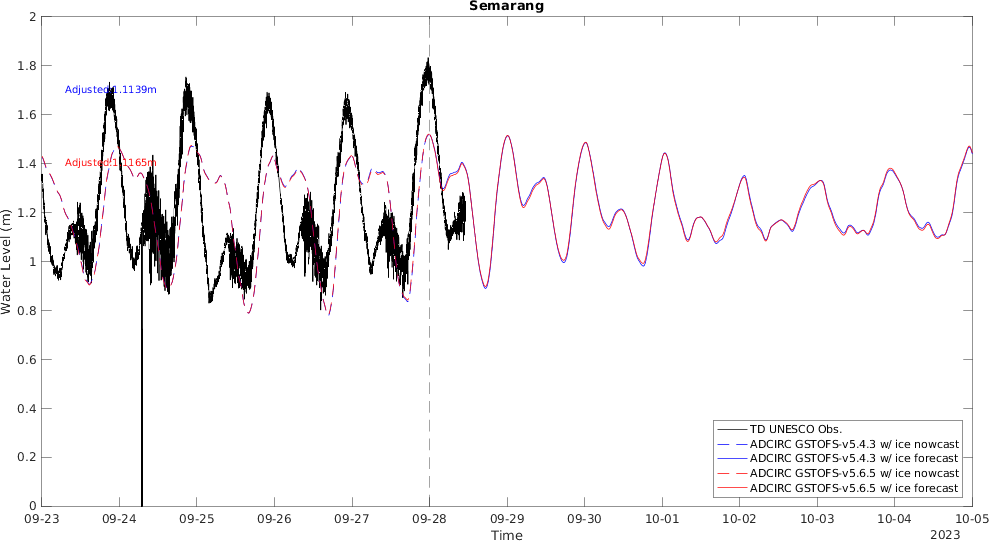 Semarang
2
1.8
1.6
1.4
1.2
1
0.8
0.6
0.4
0.2
0
Water Level (m)
Adjusted:1.1139m
Adjusted:1.1165m
TD UNESCO Obs.
ADCIRC GSTOFS-v5.4.3 w/ ice nowcast
ADCIRC GSTOFS-v5.4.3 w/ ice forecast
ADCIRC GSTOFS-v5.6.5 w/ ice nowcast
ADCIRC GSTOFS-v5.6.5 w/ ice forecast
09-23 09-24 09-25 09-26 09-27 09-28 09-29 09-30 10-01 10-02 10-03 10-04 10-05
Time
2023